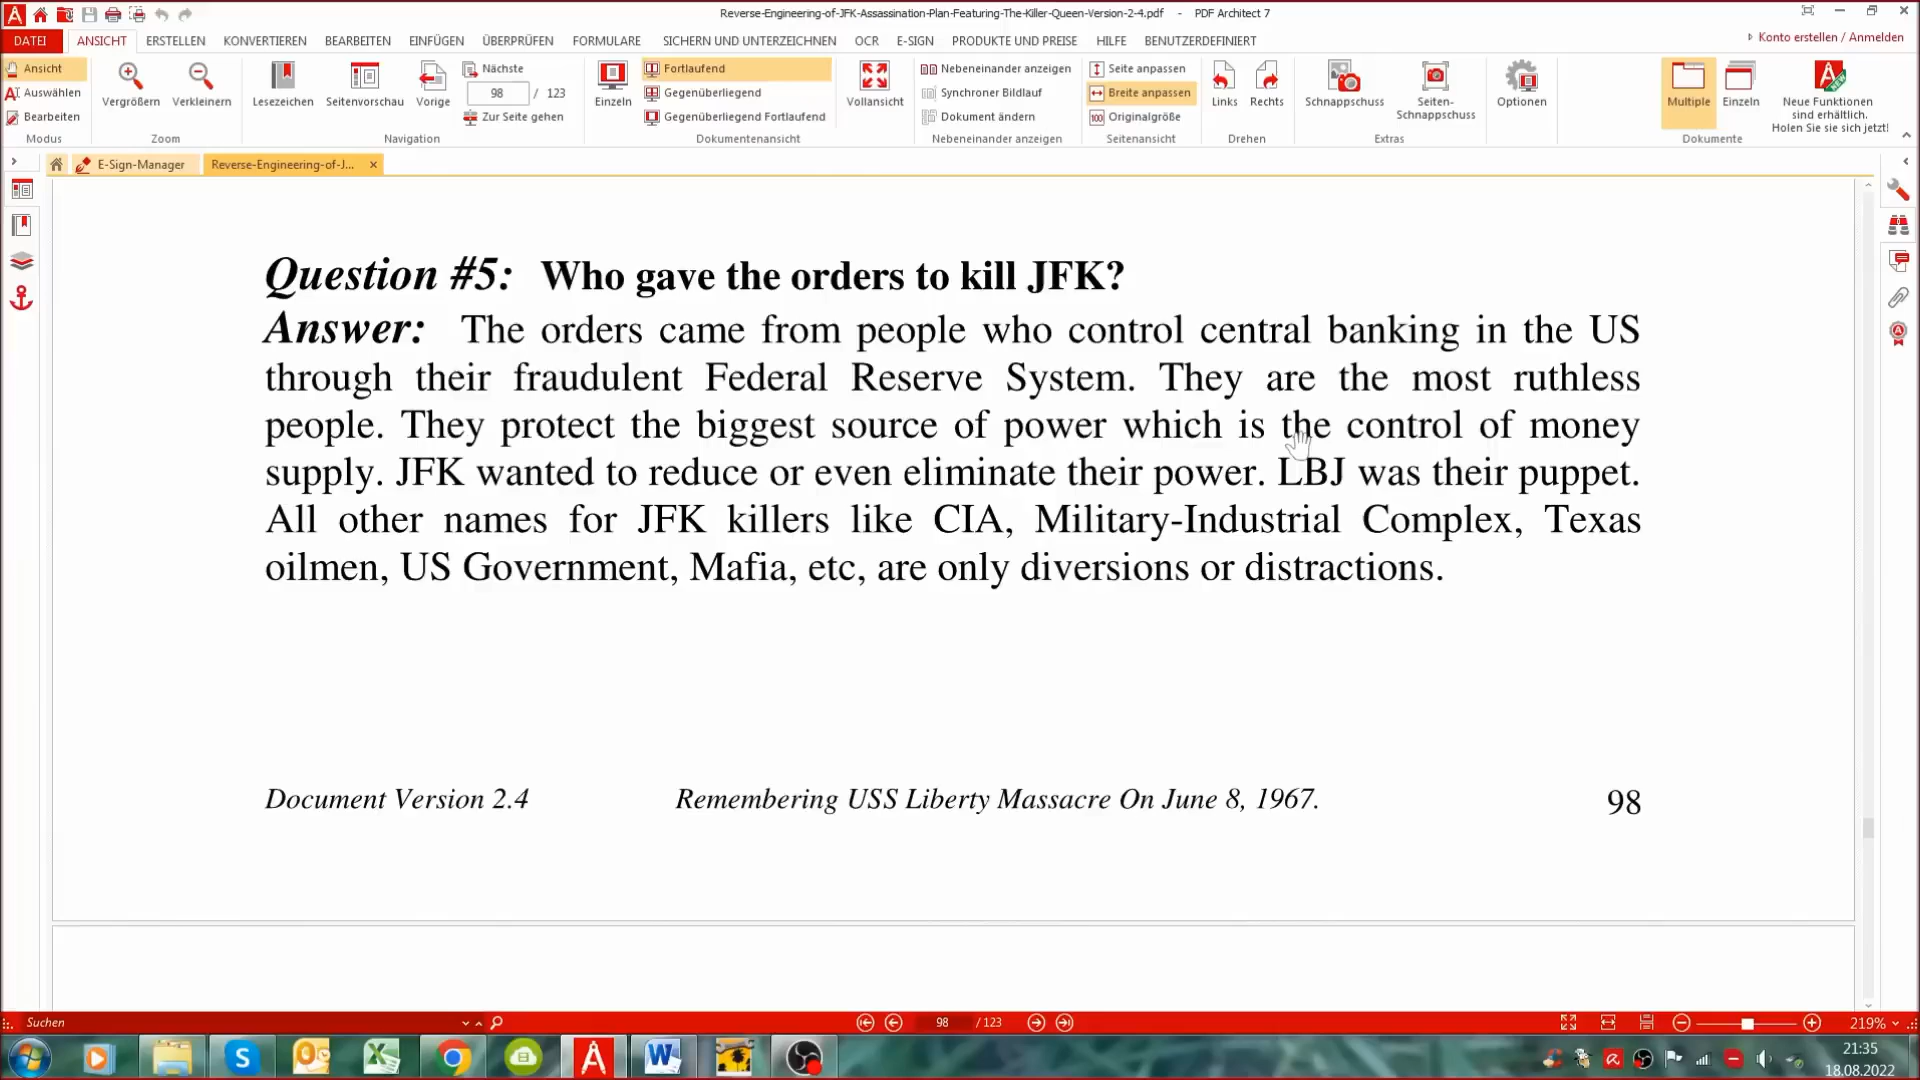 Reverse-Engineering-of-JFK-Assassination-Plan-Featuring-The-Killer-Queen-Version-2-4.pdf - PDF Architect 7
DATEI ANSICHT ERSTELLEN KONVERTIEREN BEARBEITEN EINFÜGEN ÜBERPRÜFEN FORMULARE SICHERN UND UNTERZEICHNEN OCR E-SIGN PRODUKTE UND PREISE HILFE BENUTZERDEFINIERT Konto erstellen / Anmelden
Ansicht
Auswählen
Bearbeiten
Modus
Vergrößern Verkleinern
Zoom
Lesezeichen Seitenvorschau Vorige
Nächste
98 / 123
Zur Seite gehen
Navigation
Einzeln
Fortlaufend
Gegenüberliegend
Gegenüberliegend Fortlaufend
Vollansicht
Dokumentenansicht
Nebeneinander anzeigen
Synchroner Bildlauf
Dokument ändern
Nebeneinander anzeigen
Seite anpassen
Breite anpassen
100 Originalgröße
Seitenansicht
Links Rechts
Drehen
Schnappschuss
Seiten-
Schnappschuss
Extras
Optionen
Multiple Einzeln
Neue Funktionen
sind erhältlich.
Holen Sie sie sich jetzt!
Dokumente
E-Sign-Manager Reverse-Engineering-of-J...
Question #5: Who gave the orders to kill JFK?
Answer: The orders came from people who control central banking in the US
through their fraudulent Federal Reserve System. They are the most ruthless
people. They protect the biggest source of power which is the control of money
supply. JFK wanted to reduce or even eliminate their power. LBJ was their puppet.
All other names for JFK killers like CIA, Military-Industrial Complex, Texas
oilmen, US Government, Mafia, etc, are only diversions or distractions.
Document Version 2.4 Remembering USS Liberty Massacre On June 8, 1967. 98
Suchen 98 / 123 219%
21:35
18.08.2022